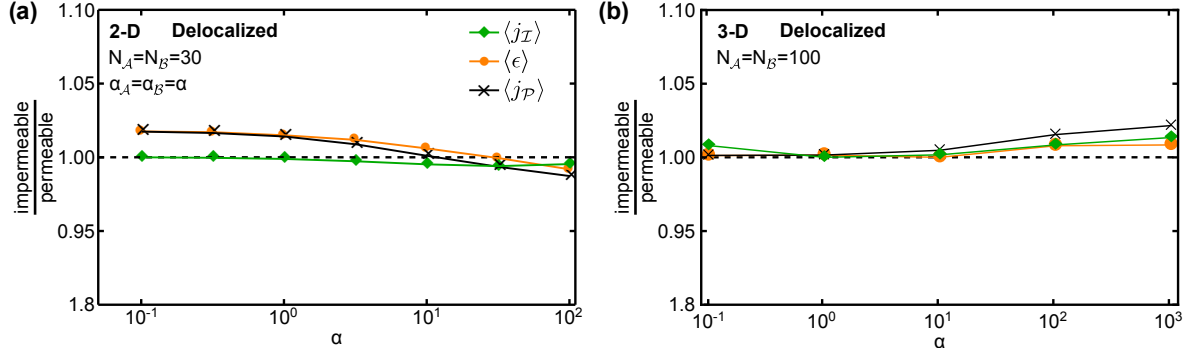 (a)
1.10
1.05
1.00
0.95
1.8
impermeable
permeable
2-D Delocalized
N𝒜=Nℬ=30
α𝒜=αℬ=α
⟨jℐ⟩
⟨ϵ⟩
⟨j𝒫⟩
10⁻¹ 10⁰ 10¹ 10²
α
(b)
1.10
1.05
1.00
0.95
1.8
impermeable
permeable
3-D Delocalized
N𝒜=Nℬ=100
10⁻¹ 10⁰ 10¹ 10² 10³
α